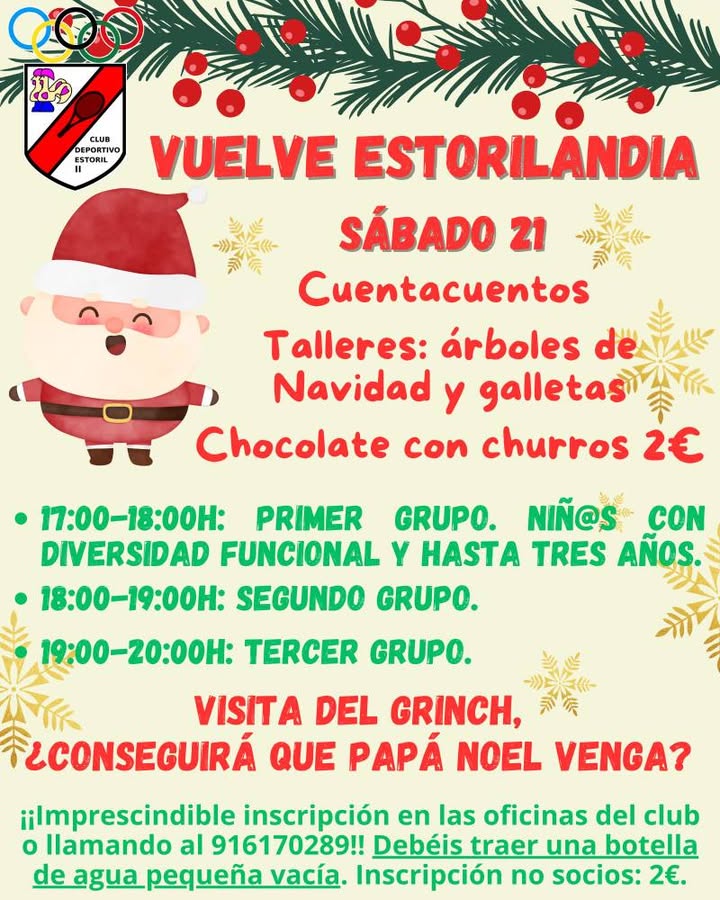 CLUB
DEPORTIVO
ESTORIL
II
VUELVE ESTORILANDIA
SÁBADO 21
Cuentacuentos
Talleres: árboles de
Navidad y galletas
Chocolate con churros 2€
• 17:00-18:00H: PRIMER GRUPO. NIÑ@S CON
DIVERSIDAD FUNCIONAL Y HASTA TRES AÑOS.
• 18:00-19:00H: SEGUNDO GRUPO.
• 19:00-20:00H: TERCER GRUPO.
VISITA DEL GRINCH,
¿CONSEGUIRÁ QUE PAPÁ NOEL VENGA?
¡¡Imprescindible inscripción en las oficinas del club
o llamando al 916170289!! Debéis traer una botella
de agua pequeña vacía. Inscripción no socios: 2€.